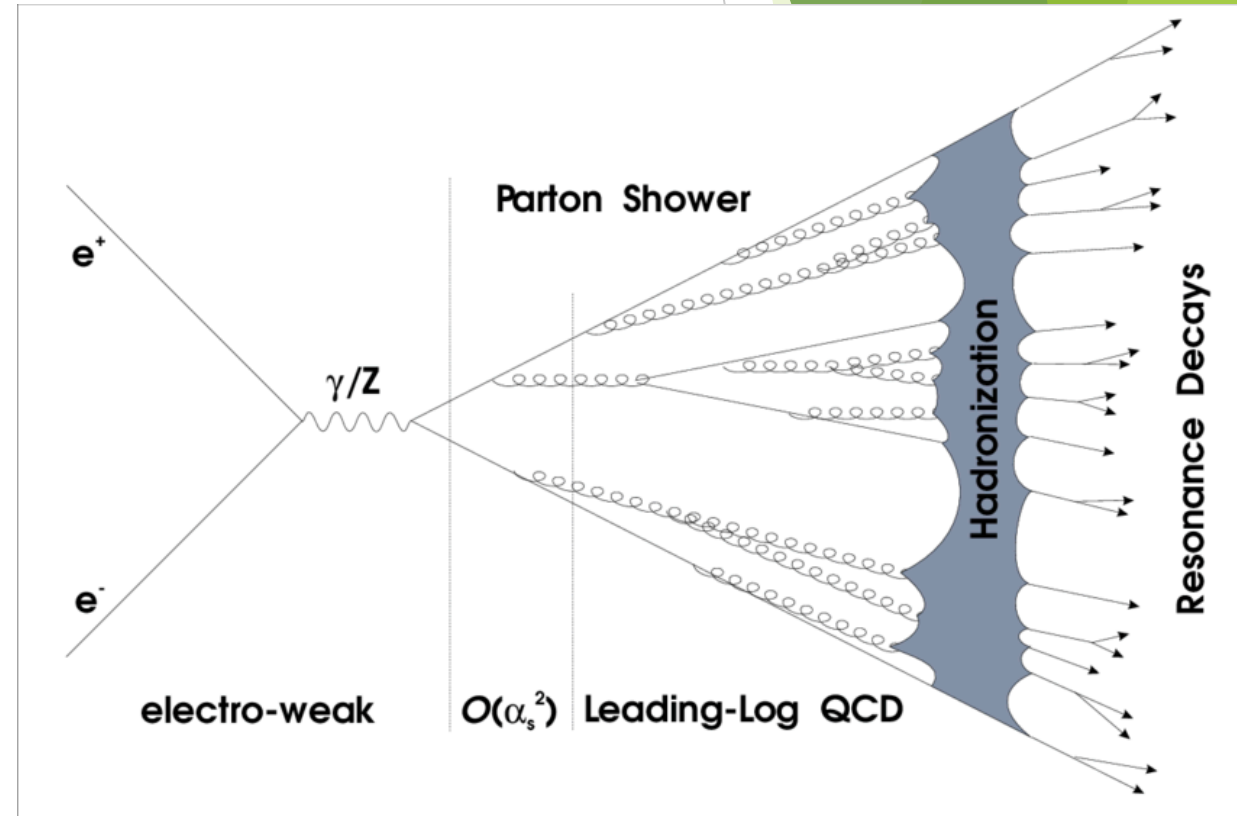 Parton Shower
e⁺
γ/Z
Hadronization
Resonance Decays
e⁻
electro-weak
O(αₛ²)
Leading-Log QCD